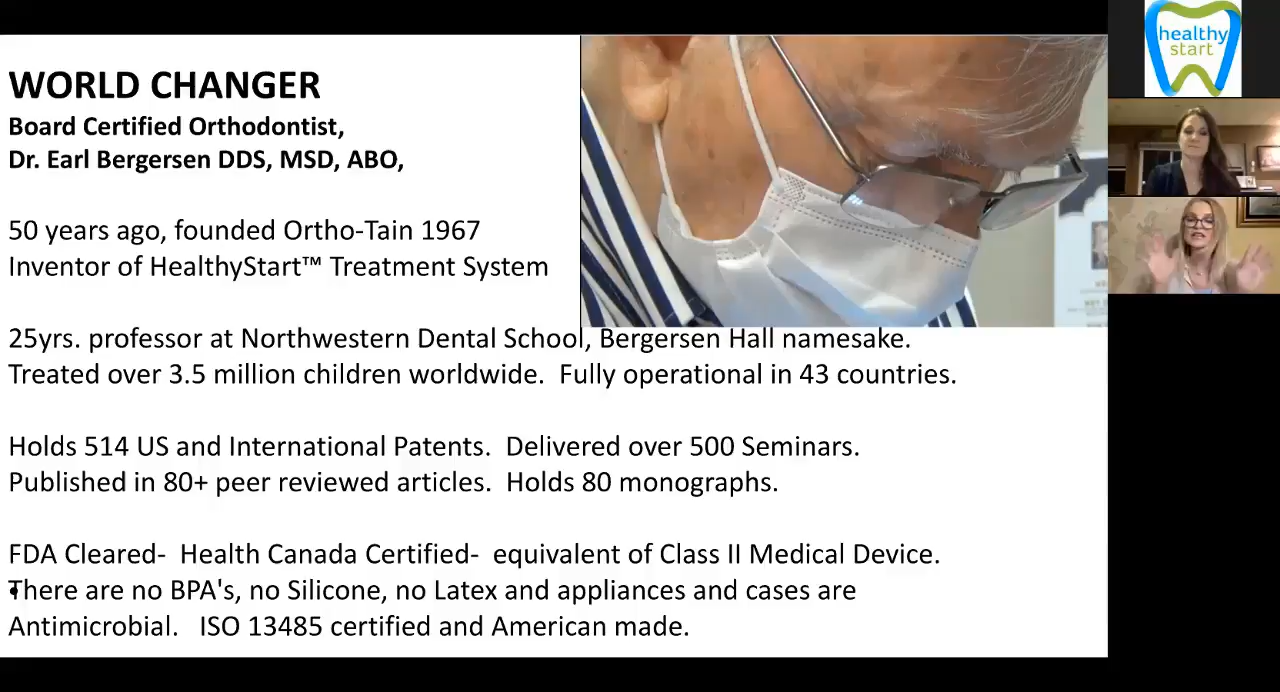 WORLD CHANGER
Board Certified Orthodontist,
Dr. Earl Bergersen DDS, MSD, ABO,
50 years ago, founded Ortho-Tain 1967
Inventor of HealthyStart™ Treatment System
25yrs. professor at Northwestern Dental School, Bergersen Hall namesake.
Treated over 3.5 million children worldwide.  Fully operational in 43 countries.
Holds 514 US and International Patents.  Delivered over 500 Seminars.
Published in 80+ peer reviewed articles.  Holds 80 monographs.
FDA Cleared-  Health Canada Certified-  equivalent of Class II Medical Device.
There are no BPA's, no Silicone, no Latex and appliances and cases are
Antimicrobial.   ISO 13485 certified and American made.
healthy
start